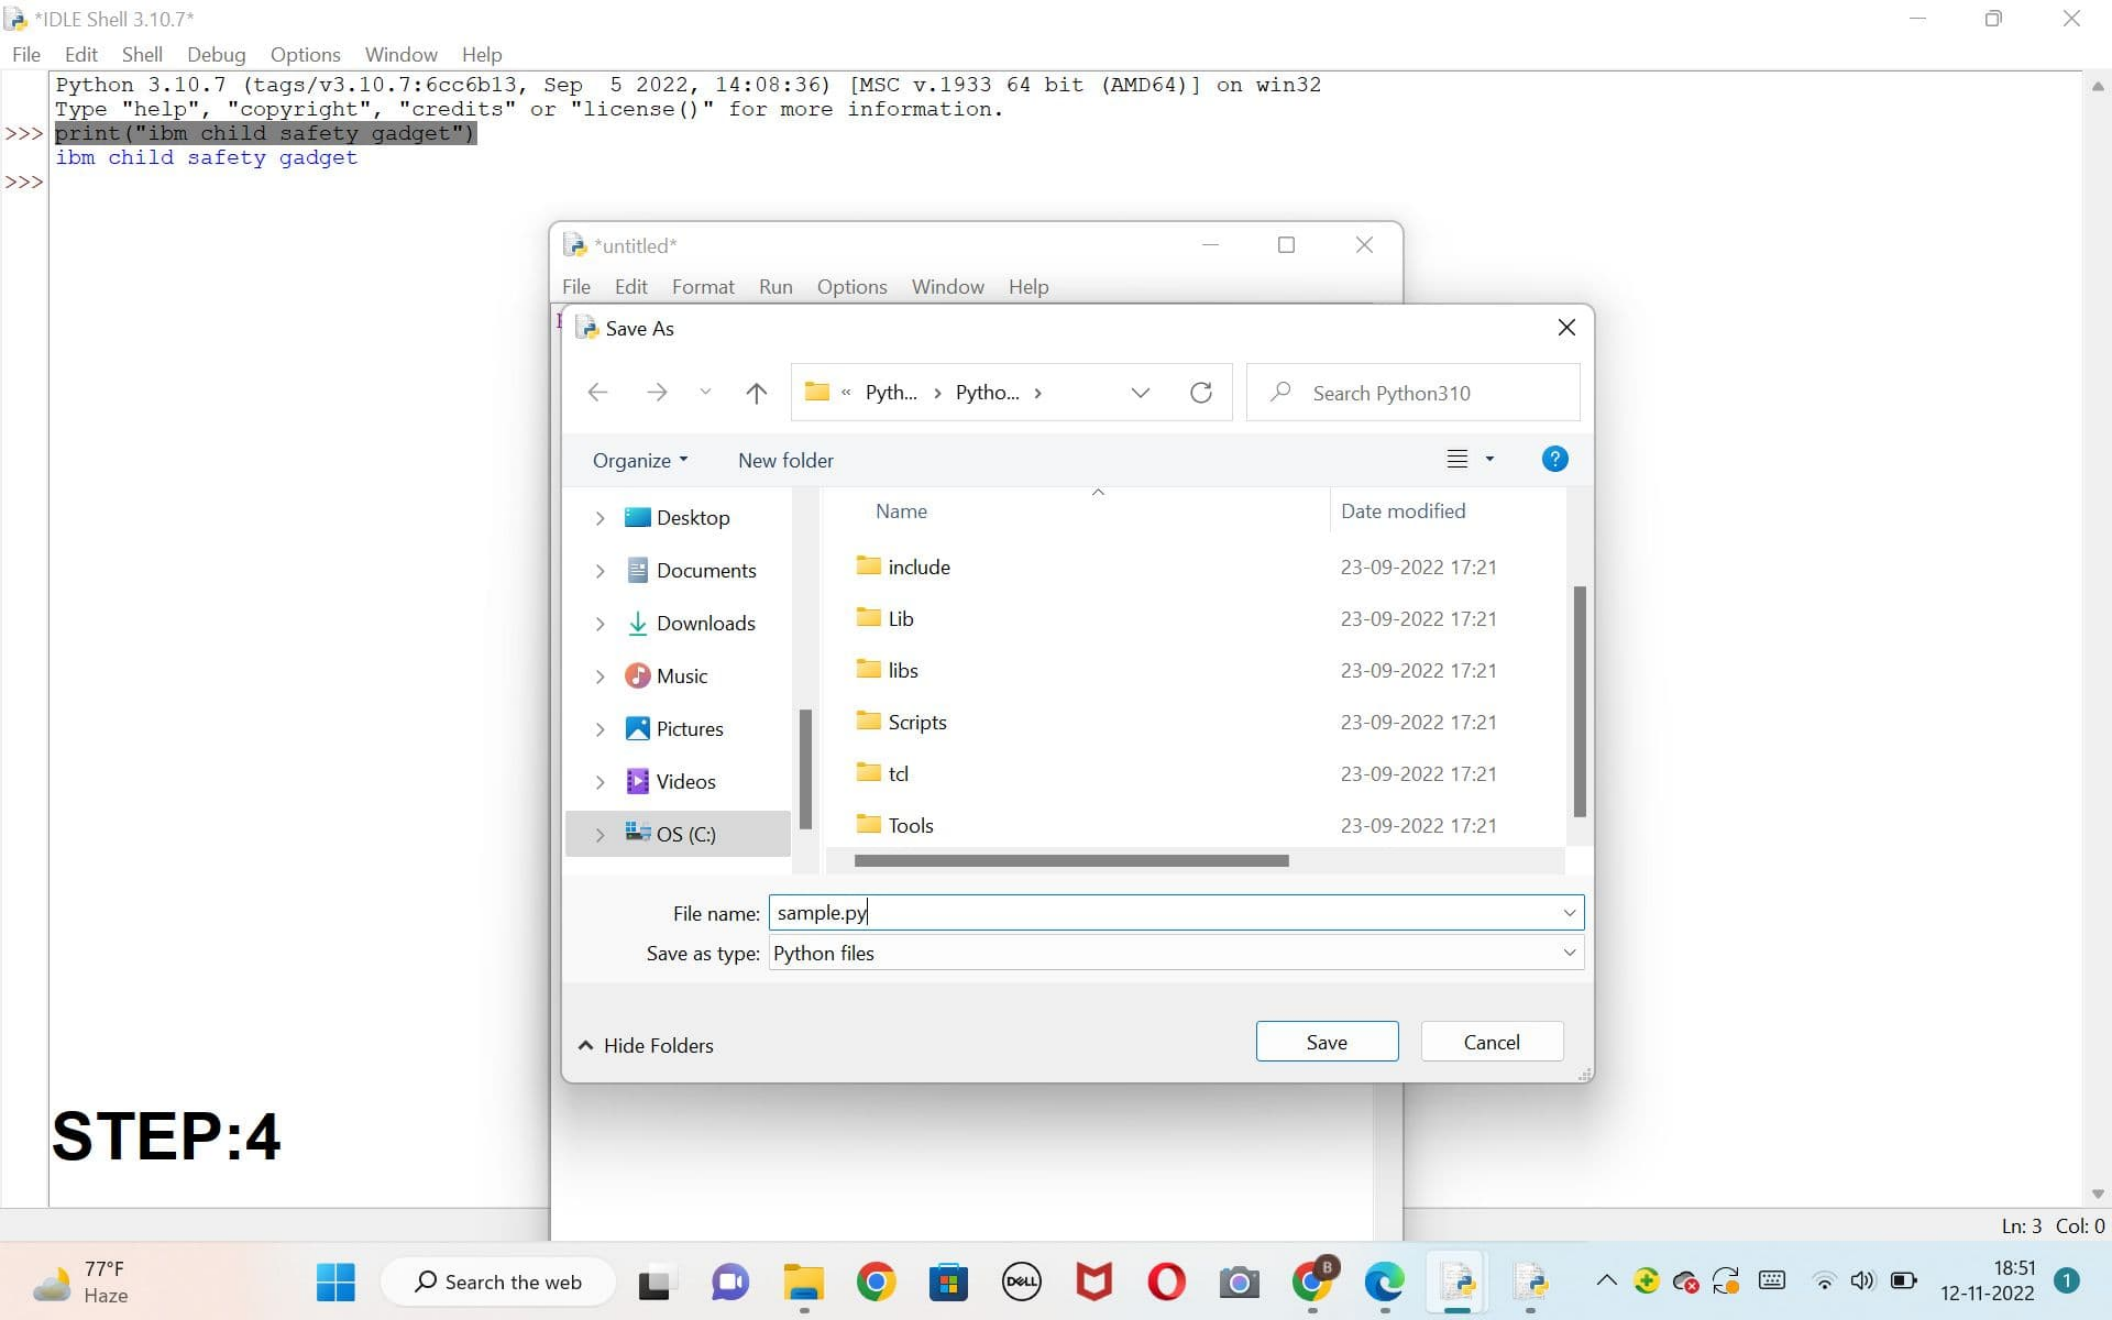 *IDLE Shell 3.10.7*
File Edit Shell Debug Options Window Help
Python 3.10.7 (tags/v3.10.7:6cc6b13, Sep  5 2022, 14:08:36) [MSC v.1933 64 bit (AMD64)] on win32
Type "help", "copyright", "credits" or "license()" for more information.
>>> print("ibm child safety gadget")
ibm child safety gadget
>>>
*untitled*
File Edit Format Run Options Window Help
Save As
« Pyth... › Pytho... ›
Search Python310
Organize New folder
?
Name Date modified
Desktop
Documents
Downloads
Music
Pictures
Videos
OS (C:)
include 23-09-2022 17:21
Lib 23-09-2022 17:21
libs 23-09-2022 17:21
Scripts 23-09-2022 17:21
tcl 23-09-2022 17:21
Tools 23-09-2022 17:21
File name: sample.py
Save as type: Python files
Hide Folders
Save Cancel
STEP:4
Ln: 3 Col: 0
77°F
Haze
Search the web
DELL
B
18:51
12-11-2022
1